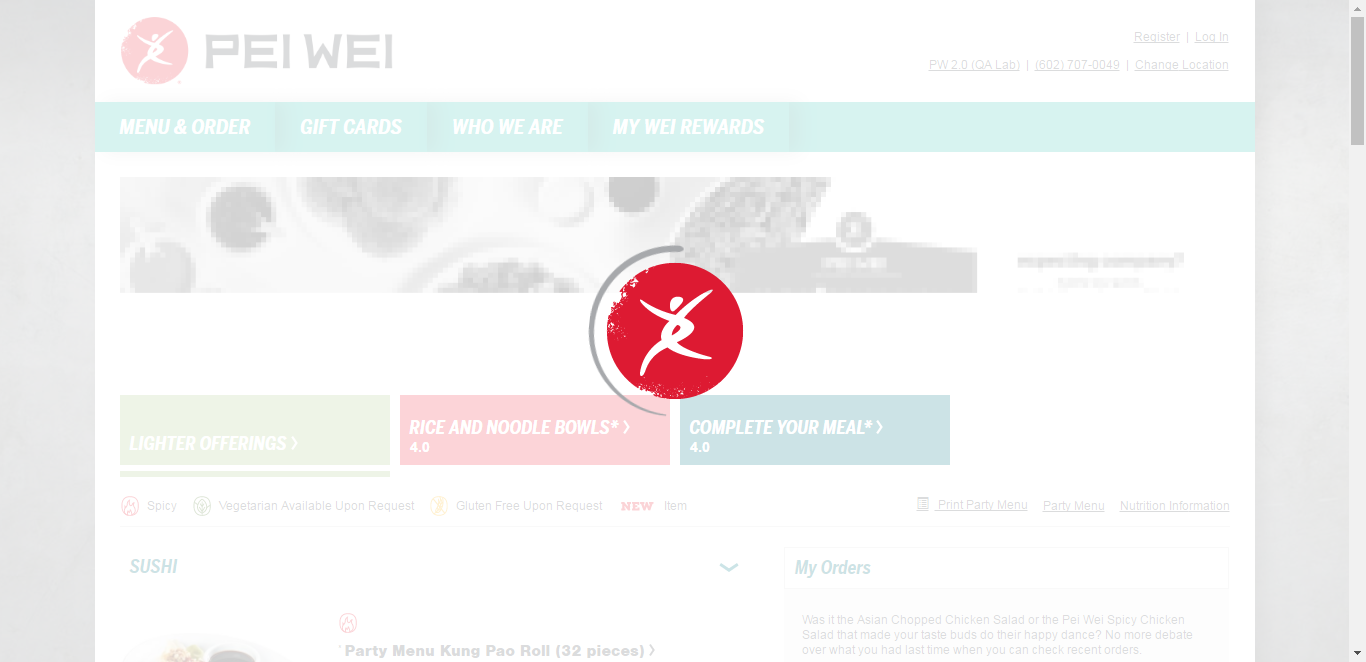 PEI WEI
Register | Log In
PW 2.0 (QA Lab) | (602) 707-0049 | Change Location
MENU & ORDER GIFT CARDS WHO WE ARE MY WEI REWARDS
LIGHTER OFFERINGS >
RICE AND NOODLE BOWLS* >
4.0
COMPLETE YOUR MEAL* >
4.0
Spicy Vegetarian Available Upon Request Gluten Free Upon Request NEW Item
Print Party Menu Party Menu Nutrition Information
SUSHI
Party Menu Kung Pao Roll (32 pieces) >
My Orders
Was it the Asian Chopped Chicken Salad or the Pei Wei Spicy Chicken
Salad that made your taste buds do their happy dance? No more debate
over what you had last time when you can check recent orders.